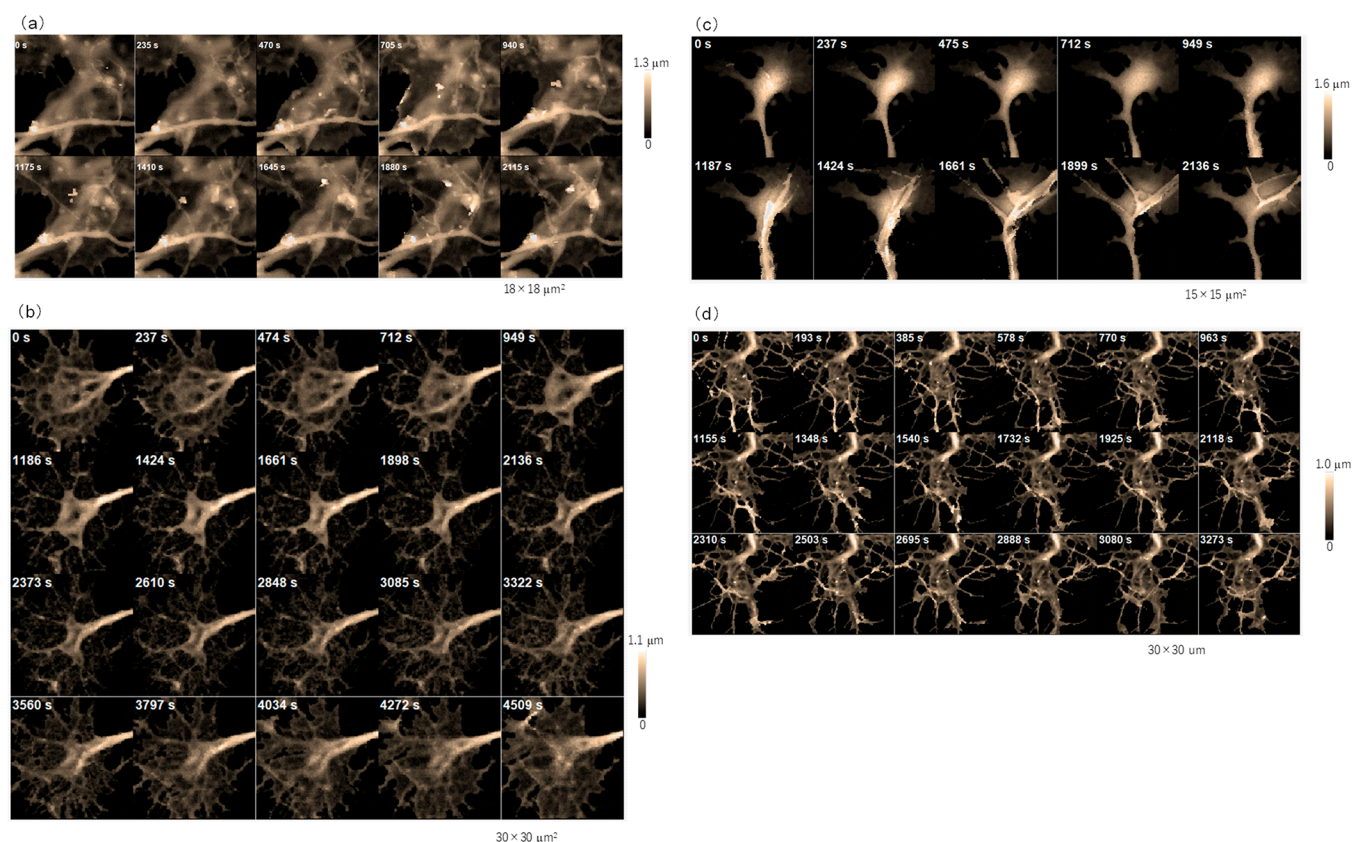 (a)
0 s 235 s 470 s 705 s 940 s
1.3 μm
0
1175 s 1410 s 1645 s 1880 s 2115 s
18×18 μm²
(b)
0 s 237 s 474 s 712 s 949 s
1186 s 1424 s 1661 s 1898 s 2136 s
2373 s 2610 s 2848 s 3085 s 3322 s
1.1 μm
0
3560 s 3797 s 4034 s 4272 s 4509 s
30×30 μm²
(c)
0 s 237 s 475 s 712 s 949 s
1.6 μm
0
1187 s 1424 s 1661 s 1899 s 2136 s
15×15 μm²
(d)
0 s 193 s 385 s 578 s 770 s 963 s
1155 s 1348 s 1540 s 1732 s 1925 s 2118 s
1.0 μm
0
2310 s 2503 s 2695 s 2888 s 3080 s 3273 s
30×30 um